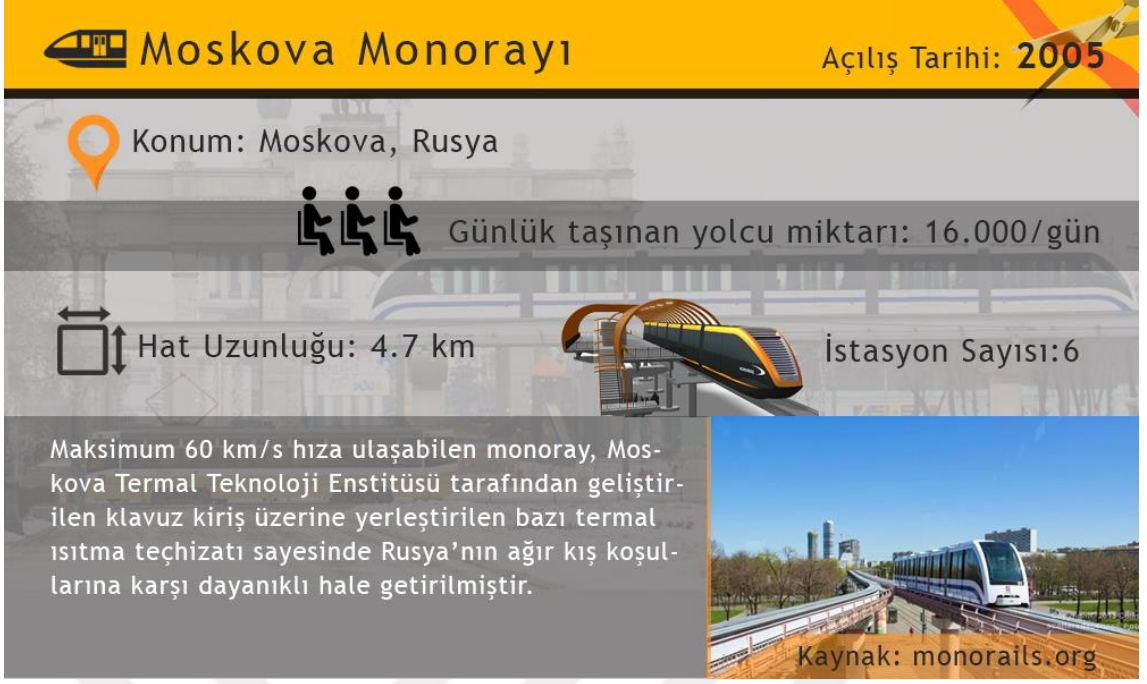 Moskova Monorayı
Açılış Tarihi: 2005
Konum: Moskova, Rusya
Günlük taşınan yolcu miktarı: 16.000/gün
Hat Uzunluğu: 4.7 km
İstasyon Sayısı:6
Maksimum 60 km/s hıza ulaşabilen monoray, Mos-
kova Termal Teknoloji Enstitüsü tarafından geliştir-
ilen klavuz kiriş üzerine yerleştirilen bazı termal
ısıtma teçhizatı sayesinde Rusya’nın ağır kış koşul-
larına karşı dayanıklı hale getirilmiştir.
Kaynak: monorails.org